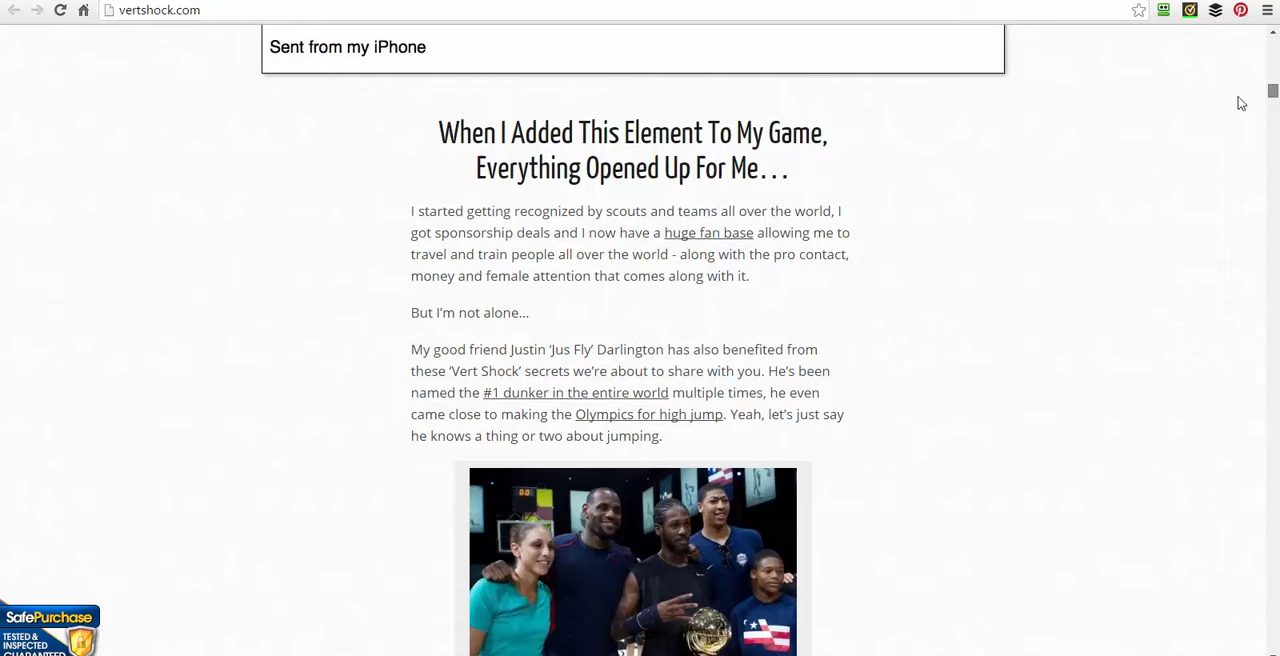 vertshock.com
Sent from my iPhone
When I Added This Element To My Game,
Everything Opened Up For Me...
I started getting recognized by scouts and teams all over the world, I
got sponsorship deals and I now have a huge fan base allowing me to
travel and train people all over the world - along with the pro contact,
money and female attention that comes along with it.
But I'm not alone...
My good friend Justin 'Jus Fly' Darlington has also benefited from
these 'Vert Shock' secrets we're about to share with you. He's been
named the #1 dunker in the entire world multiple times, he even
came close to making the Olympics for high jump. Yeah, let's just say
he knows a thing or two about jumping.
SafePurchase
TESTED &
INSPECTED